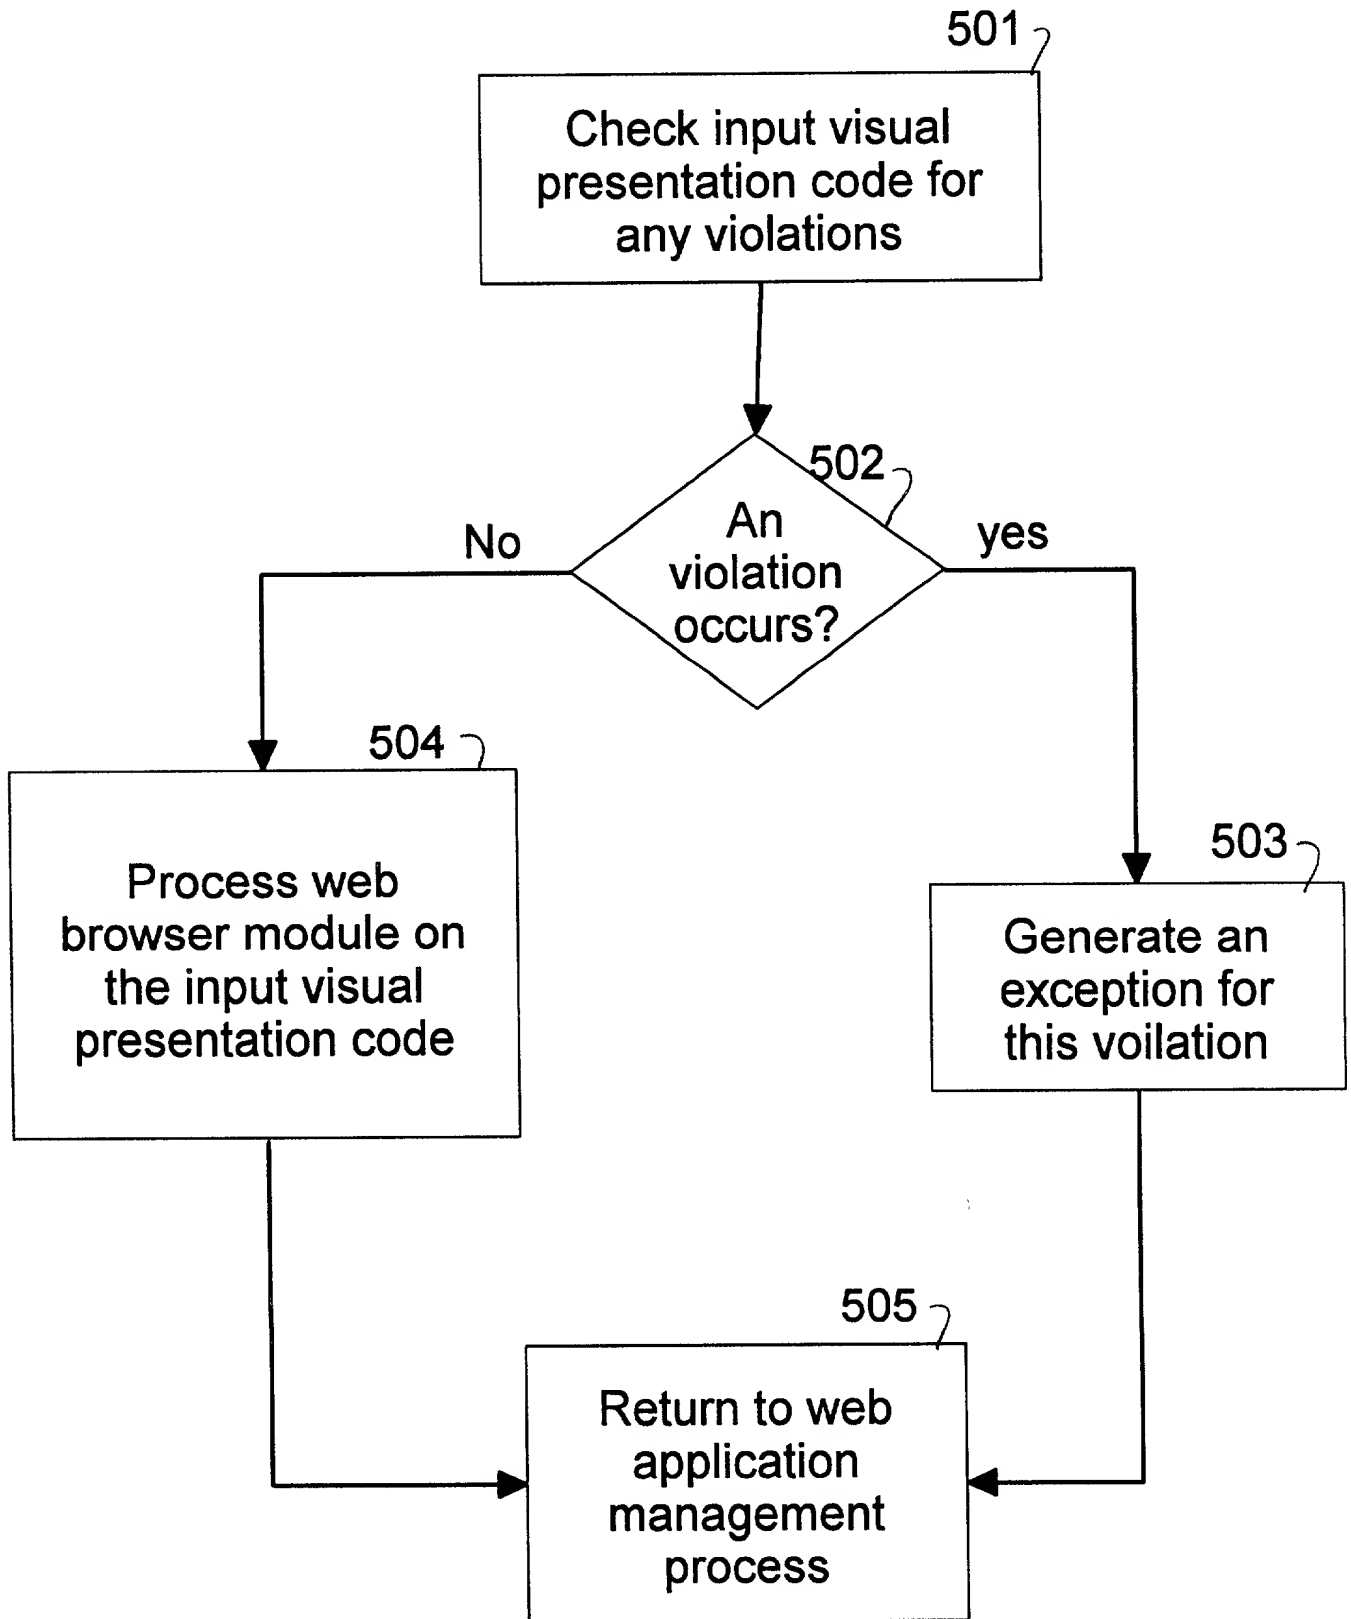 501
Check input visual
presentation code for
any violations
502
An
violation
occurs?
No
yes
504
Process web
browser module on
the input visual
presentation code
503
Generate an
exception for
this voilation
505
Return to web
application
management
process